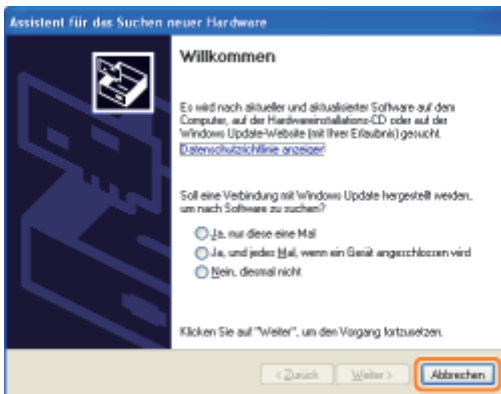 Assistent für das Suchen neuer Hardware
Willkommen
Es wird nach aktueller und aktualisierter Software auf dem
Computer, auf der Hardwareinstallations-CD oder auf der
Windows Update-Website (mit Ihrer Erlaubnis) gesucht.
Datenschutzrichtlinie anzeigen
Soll eine Verbindung mit Windows Update hergestellt werden,
um nach Software zu suchen?
Ja, nur diese eine Mal
Ja, und jedes Mal, wenn ein Gerät angeschlossen wird
Nein, diesmal nicht
Klicken Sie auf "Weiter", um den Vorgang fortzusetzen.
< Zurück
Weiter >
Abbrechen